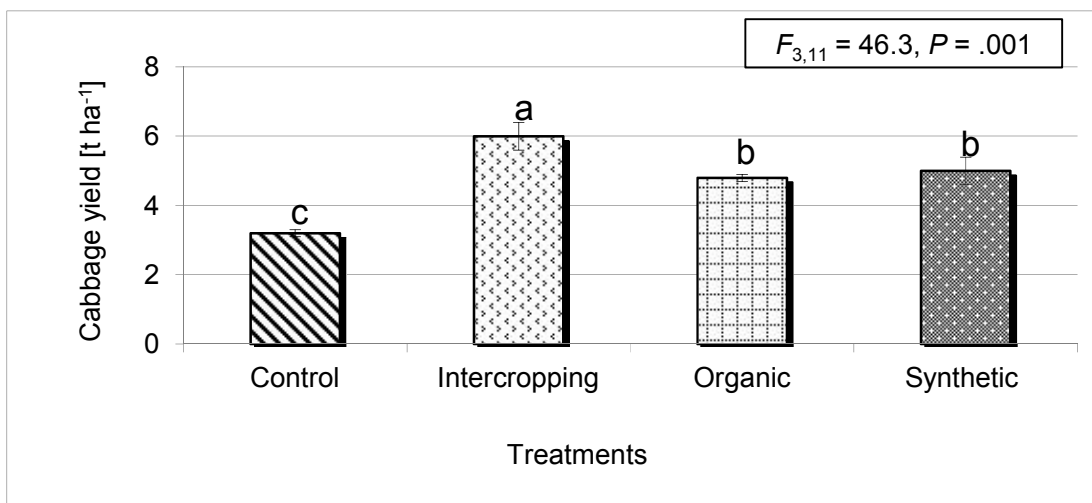 F3,11 = 46.3, P = .001
Cabbage yield [t ha-1]
8
6
4
2
0
c
a
b
b
Control Intercropping Organic Synthetic
Treatments